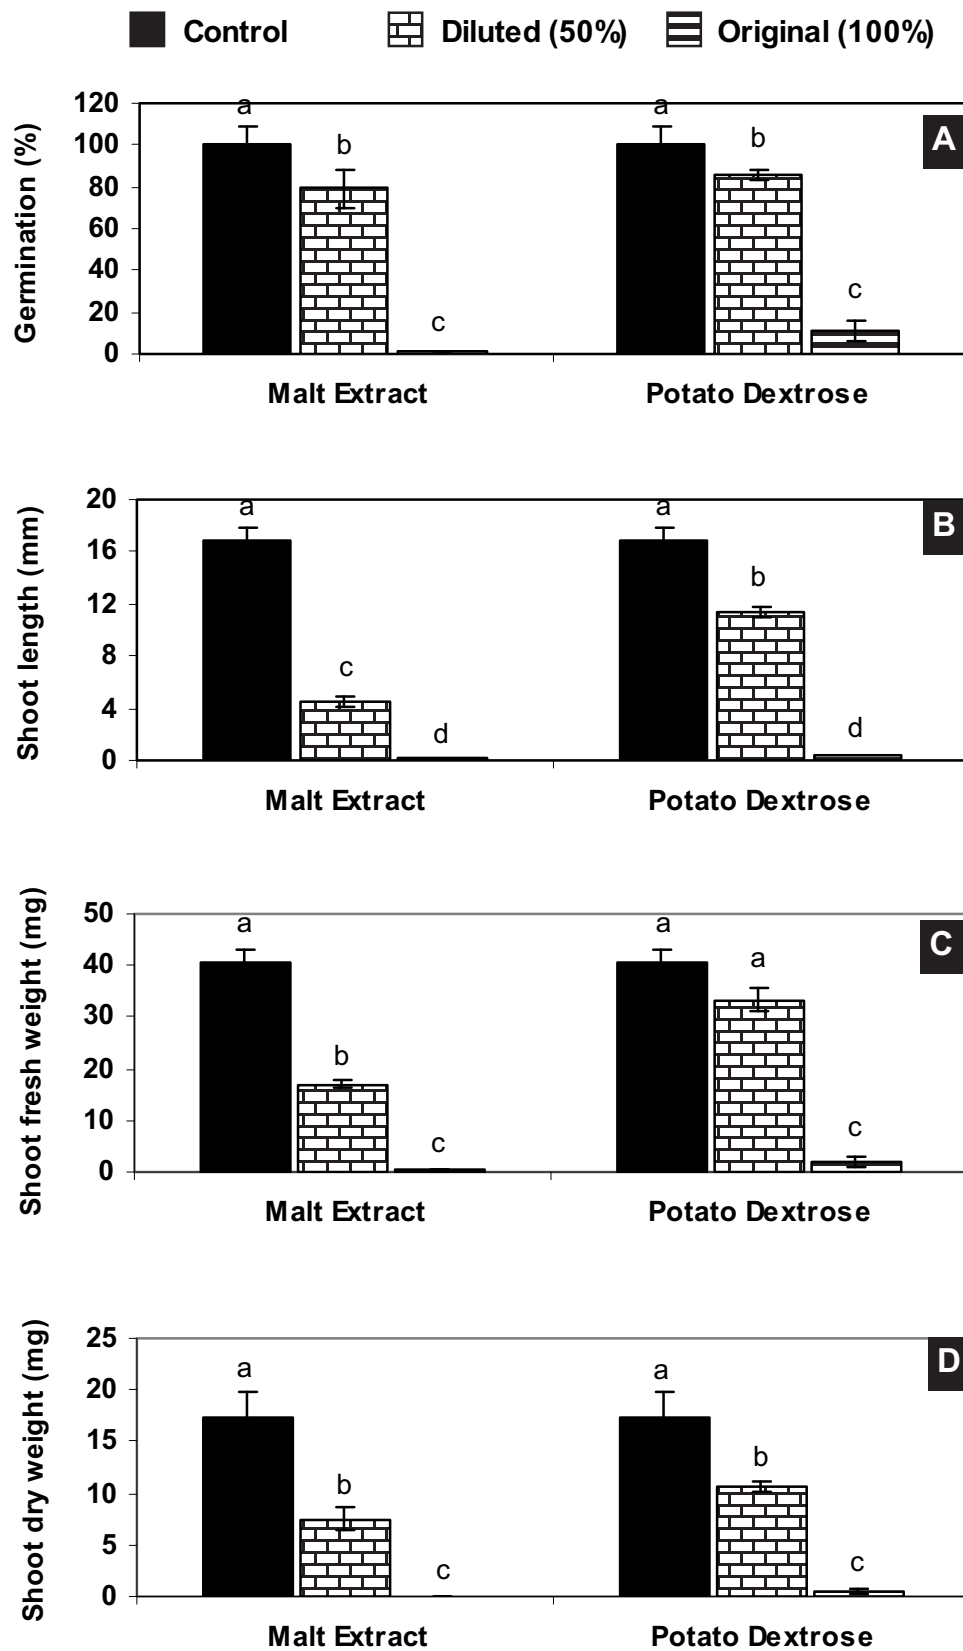 Control Diluted (50%) Original (100%)
A
Germination (%)
120
100
80
60
40
20
0
a b c a b c
Malt Extract Potato Dextrose
B
Shoot length (mm)
20
16
12
8
4
0
a c d a b d
Malt Extract Potato Dextrose
C
Shoot fresh weight (mg)
50
40
30
20
10
0
a b c a a c
Malt Extract Potato Dextrose
D
Shoot dry weight (mg)
25
20
15
10
5
0
a b c a b c
Malt Extract Potato Dextrose